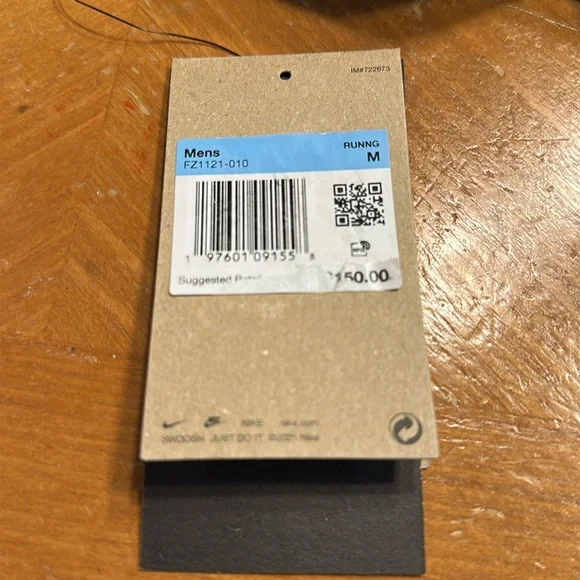 IM#722673
Mens RUNNG
FZ1121-010 M
1 97601 09155 8
Suggested $150.00
NIKE nike.com
SWOOSH JUST DO IT ©2021 Nike